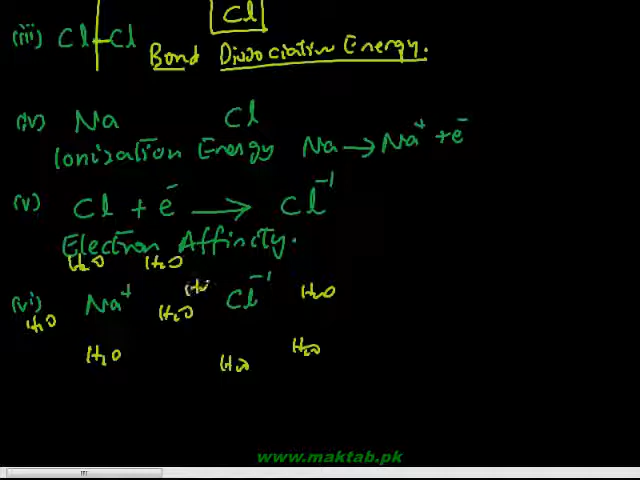 Cl
(iii) Cl-Cl
Bond Dissociation Energy.
(iv) Na Cl
Ionization Energy Na → Na⁺ + e⁻
(v) Cl + e⁻ → Cl⁻¹
Electron Affinity.
H₂O H₂O
(vi) Na⁺ H₂O Cl⁻¹ H₂O
H₂O H₂O
H₂O H₂O H₂O
www.maktab.pk